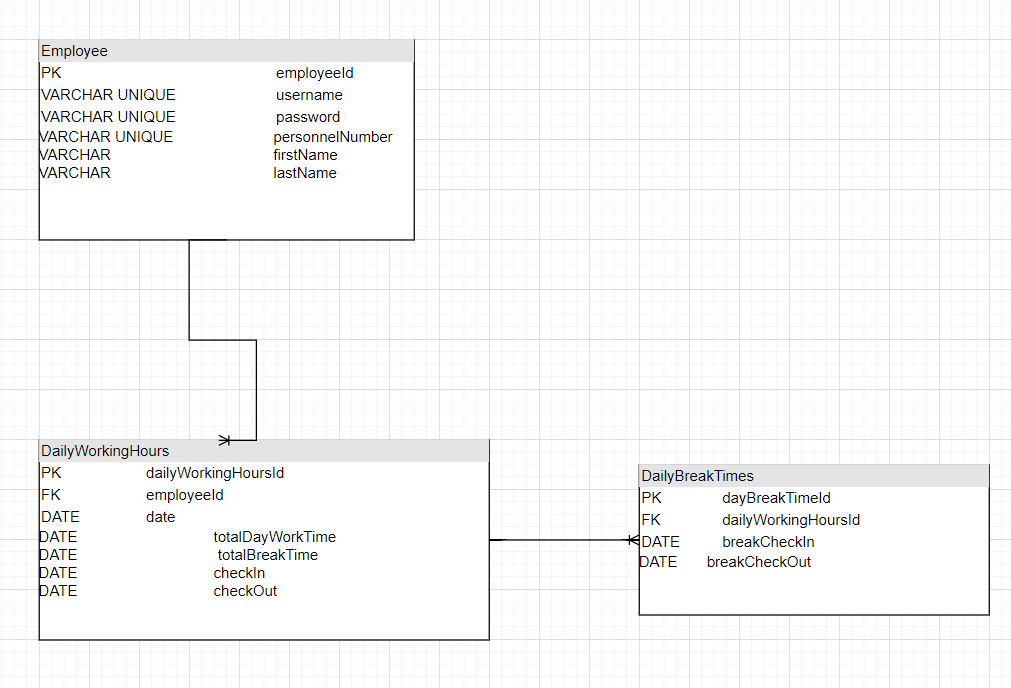 Employee
PK employeeId
VARCHAR UNIQUE username
VARCHAR UNIQUE password
VARCHAR UNIQUE personnelNumber
VARCHAR firstName
VARCHAR lastName
DailyWorkingHours
PK dailyWorkingHoursId
FK employeeId
DATE date
DATE totalDayWorkTime
DATE totalBreakTime
DATE checkIn
DATE checkOut
DailyBreakTimes
PK dayBreakTimeId
FK dailyWorkingHoursId
DATE breakCheckIn
DATE breakCheckOut